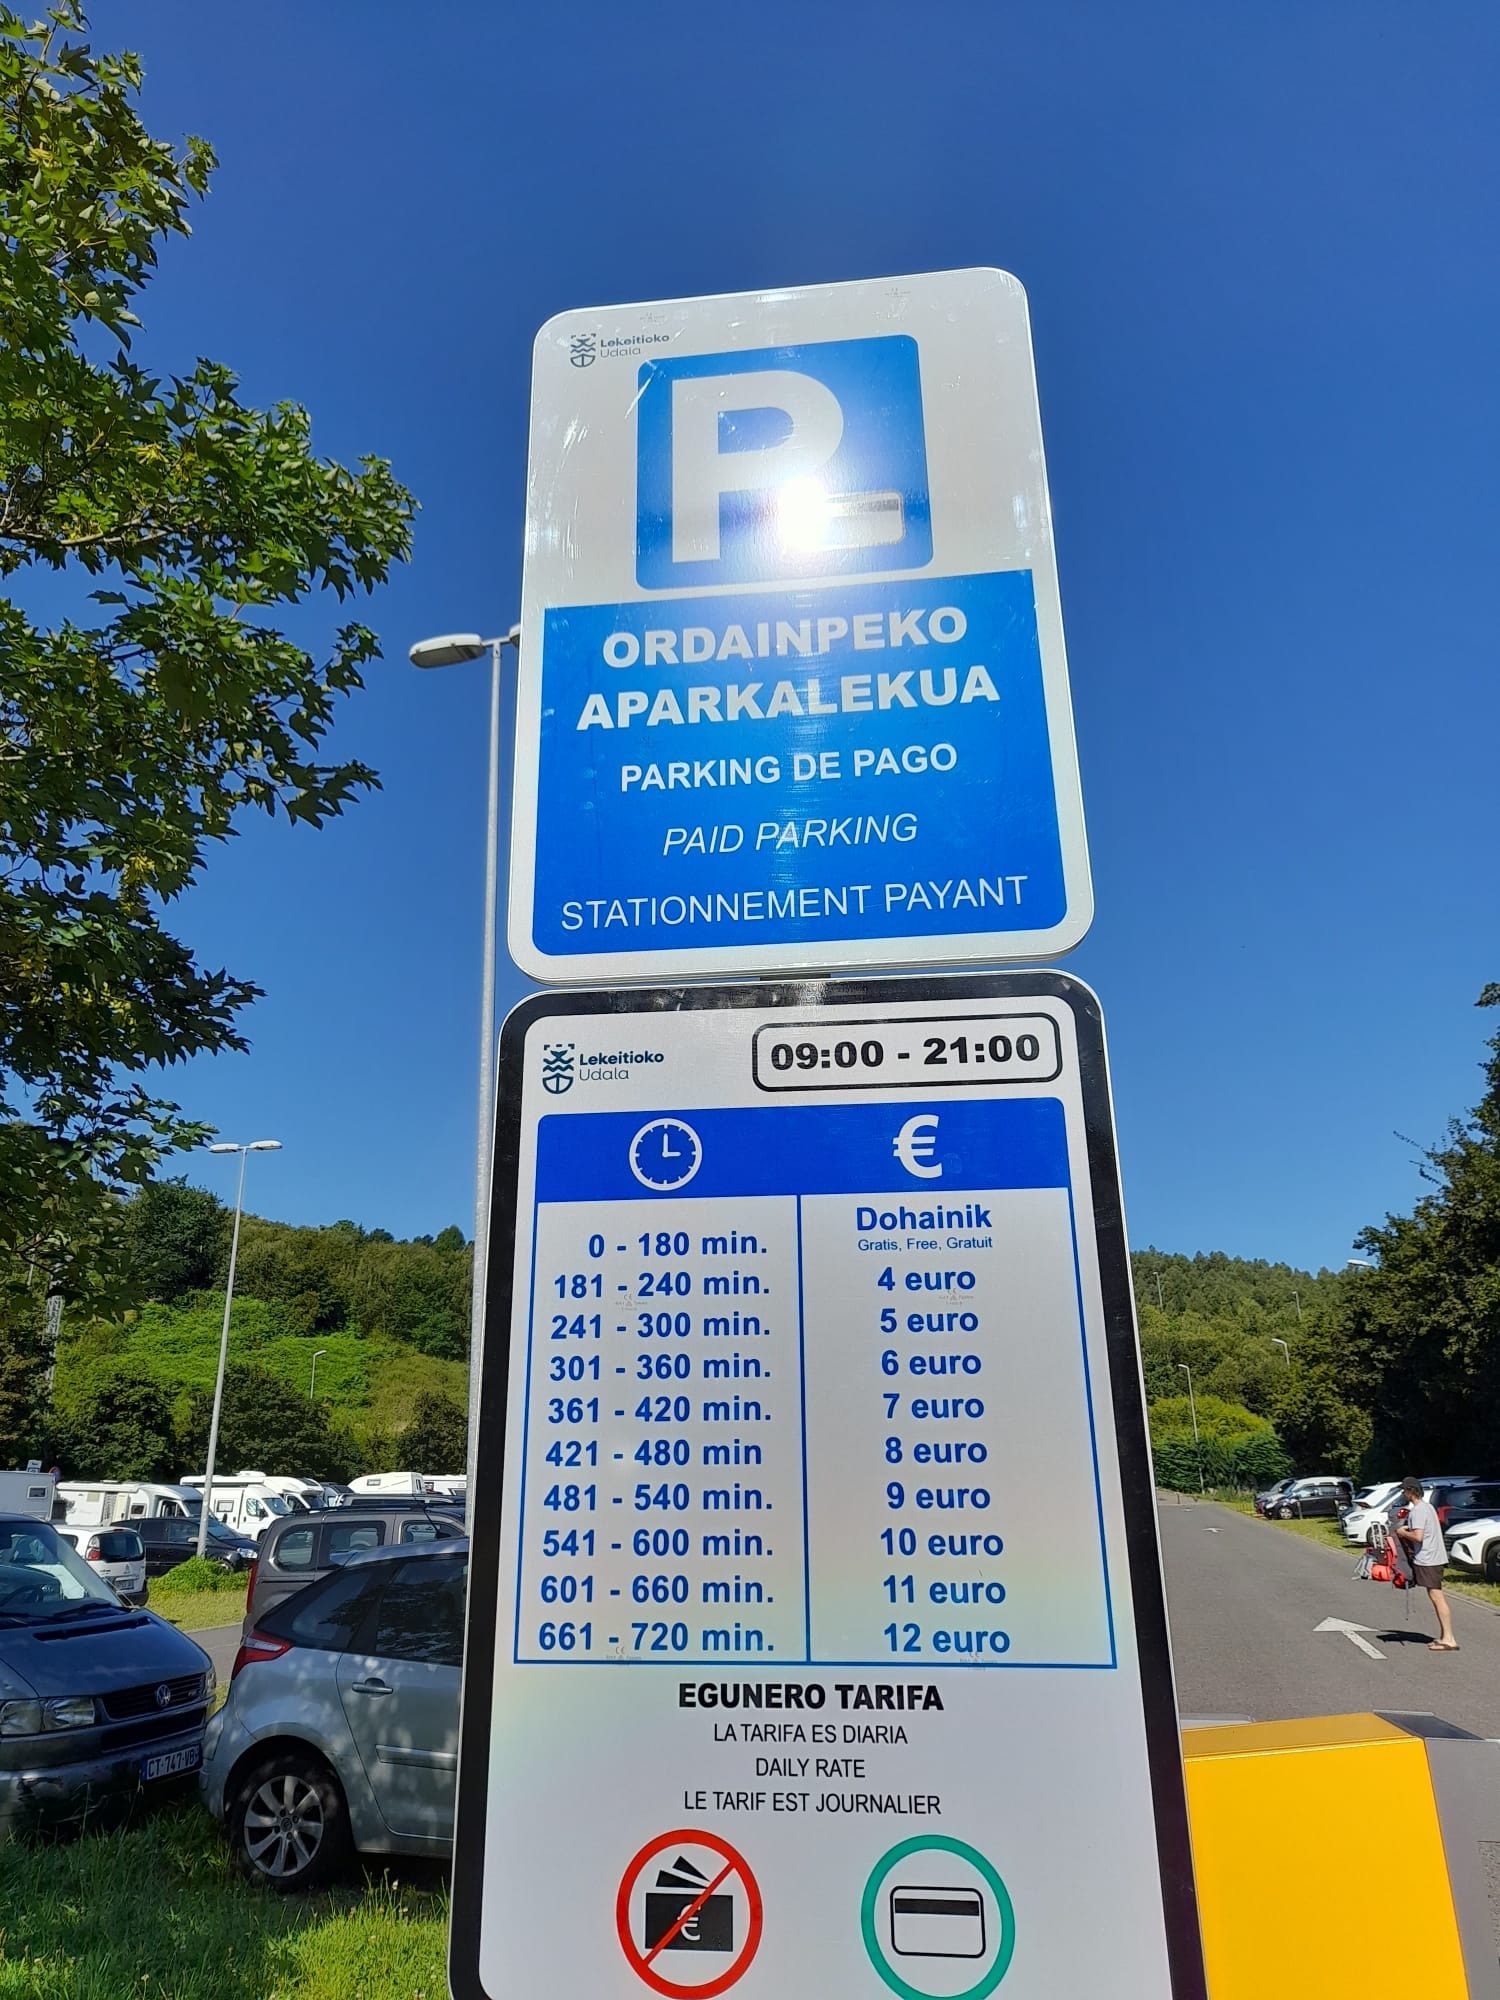 Lekeitioko
Udala
P
ORDAINPEKO
APARKALEKUA
PARKING DE PAGO
PAID PARKING
STATIONNEMENT PAYANT
Lekeitioko
Udala
09:00 - 21:00
€
0 - 180 min. Dohainik
Gratis, Free, Gratuit
181 - 240 min. 4 euro
241 - 300 min. 5 euro
301 - 360 min. 6 euro
361 - 420 min. 7 euro
421 - 480 min 8 euro
481 - 540 min. 9 euro
541 - 600 min. 10 euro
601 - 660 min. 11 euro
661 - 720 min. 12 euro
EGUNERO TARIFA
LA TARIFA ES DIARIA
DAILY RATE
LE TARIF EST JOURNALIER
€
CT-747-VB